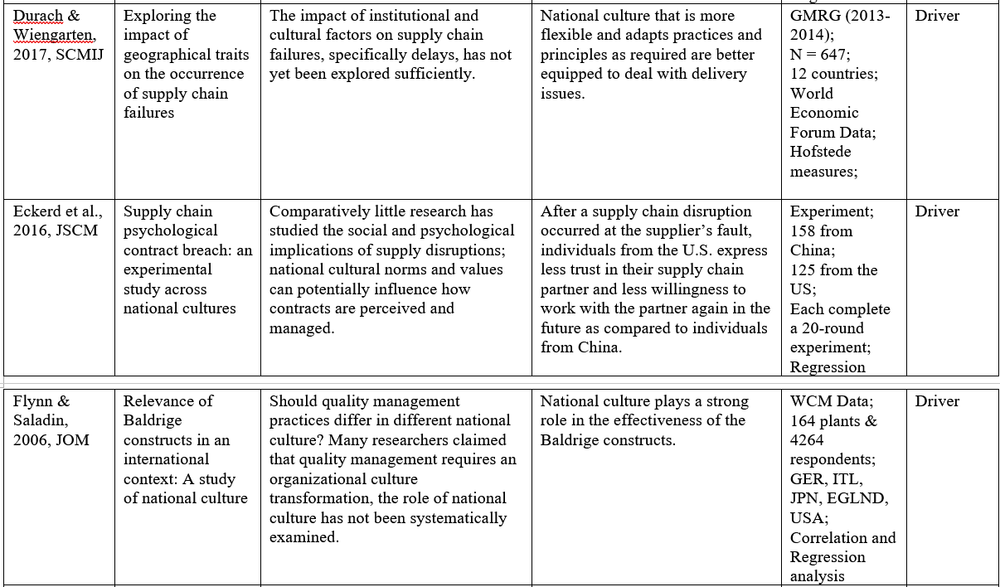 Durach &
Wiengarten,
2017, SCMIJ
Exploring the
impact of
geographical traits
on the occurrence
of supply chain
failures
The impact of institutional and
cultural factors on supply chain
failures, specifically delays, has not
yet been explored sufficiently.
National culture that is more
flexible and adapts practices and
principles as required are better
equipped to deal with delivery
issues.
GMRG (2013-
2014);
N = 647;
12 countries;
World
Economic
Forum Data;
Hofstede
measures;
Driver
Eckerd et al.,
2016, JSCM
Supply chain
psychological
contract breach: an
experimental
study across
national cultures
Comparatively little research has
studied the social and psychological
implications of supply disruptions;
national cultural norms and values
can potentially influence how
contracts are perceived and
managed.
After a supply chain disruption
occurred at the supplier’s fault,
individuals from the U.S. express
less trust in their supply chain
partner and less willingness to
work with the partner again in the
future as compared to individuals
from China.
Experiment;
158 from
China;
125 from the
US;
Each complete
a 20-round
experiment;
Regression
Driver
Flynn &
Saladin,
2006, JOM
Relevance of
Baldrige
constructs in an
international
context: A study
of national culture
Should quality management
practices differ in different national
culture? Many researchers claimed
that quality management requires an
organizational culture
transformation, the role of national
culture has not been systematically
examined.
National culture plays a strong
role in the effectiveness of the
Baldrige constructs.
WCM Data;
164 plants &
4264
respondents;
GER, ITL,
JPN, EGLND,
USA;
Correlation and
Regression
analysis
Driver